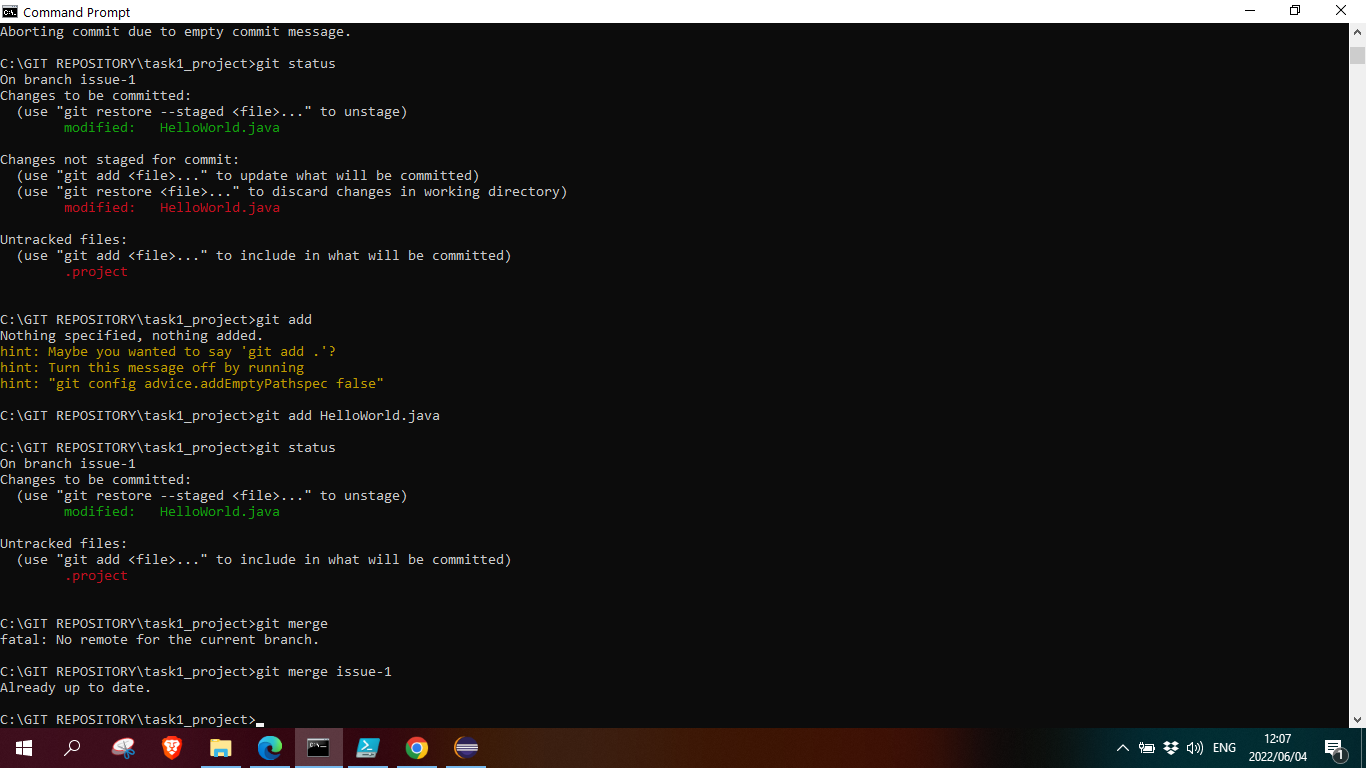 Command Prompt
Aborting commit due to empty commit message.
C:\GIT REPOSITORY\task1_project>git status
On branch issue-1
Changes to be committed:
  (use "git restore --staged <file>..." to unstage)
        modified:   HelloWorld.java
Changes not staged for commit:
  (use "git add <file>..." to update what will be committed)
  (use "git restore <file>..." to discard changes in working directory)
        modified:   HelloWorld.java
Untracked files:
  (use "git add <file>..." to include in what will be committed)
        .project
C:\GIT REPOSITORY\task1_project>git add
Nothing specified, nothing added.
hint: Maybe you wanted to say 'git add .'?
hint: Turn this message off by running
hint: "git config advice.addEmptyPathspec false"
C:\GIT REPOSITORY\task1_project>git add HelloWorld.java
C:\GIT REPOSITORY\task1_project>git status
On branch issue-1
Changes to be committed:
  (use "git restore --staged <file>..." to unstage)
        modified:   HelloWorld.java
Untracked files:
  (use "git add <file>..." to include in what will be committed)
        .project
C:\GIT REPOSITORY\task1_project>git merge
fatal: No remote for the current branch.
C:\GIT REPOSITORY\task1_project>git merge issue-1
Already up to date.
C:\GIT REPOSITORY\task1_project>
ENG
12:07
2022/06/04
1